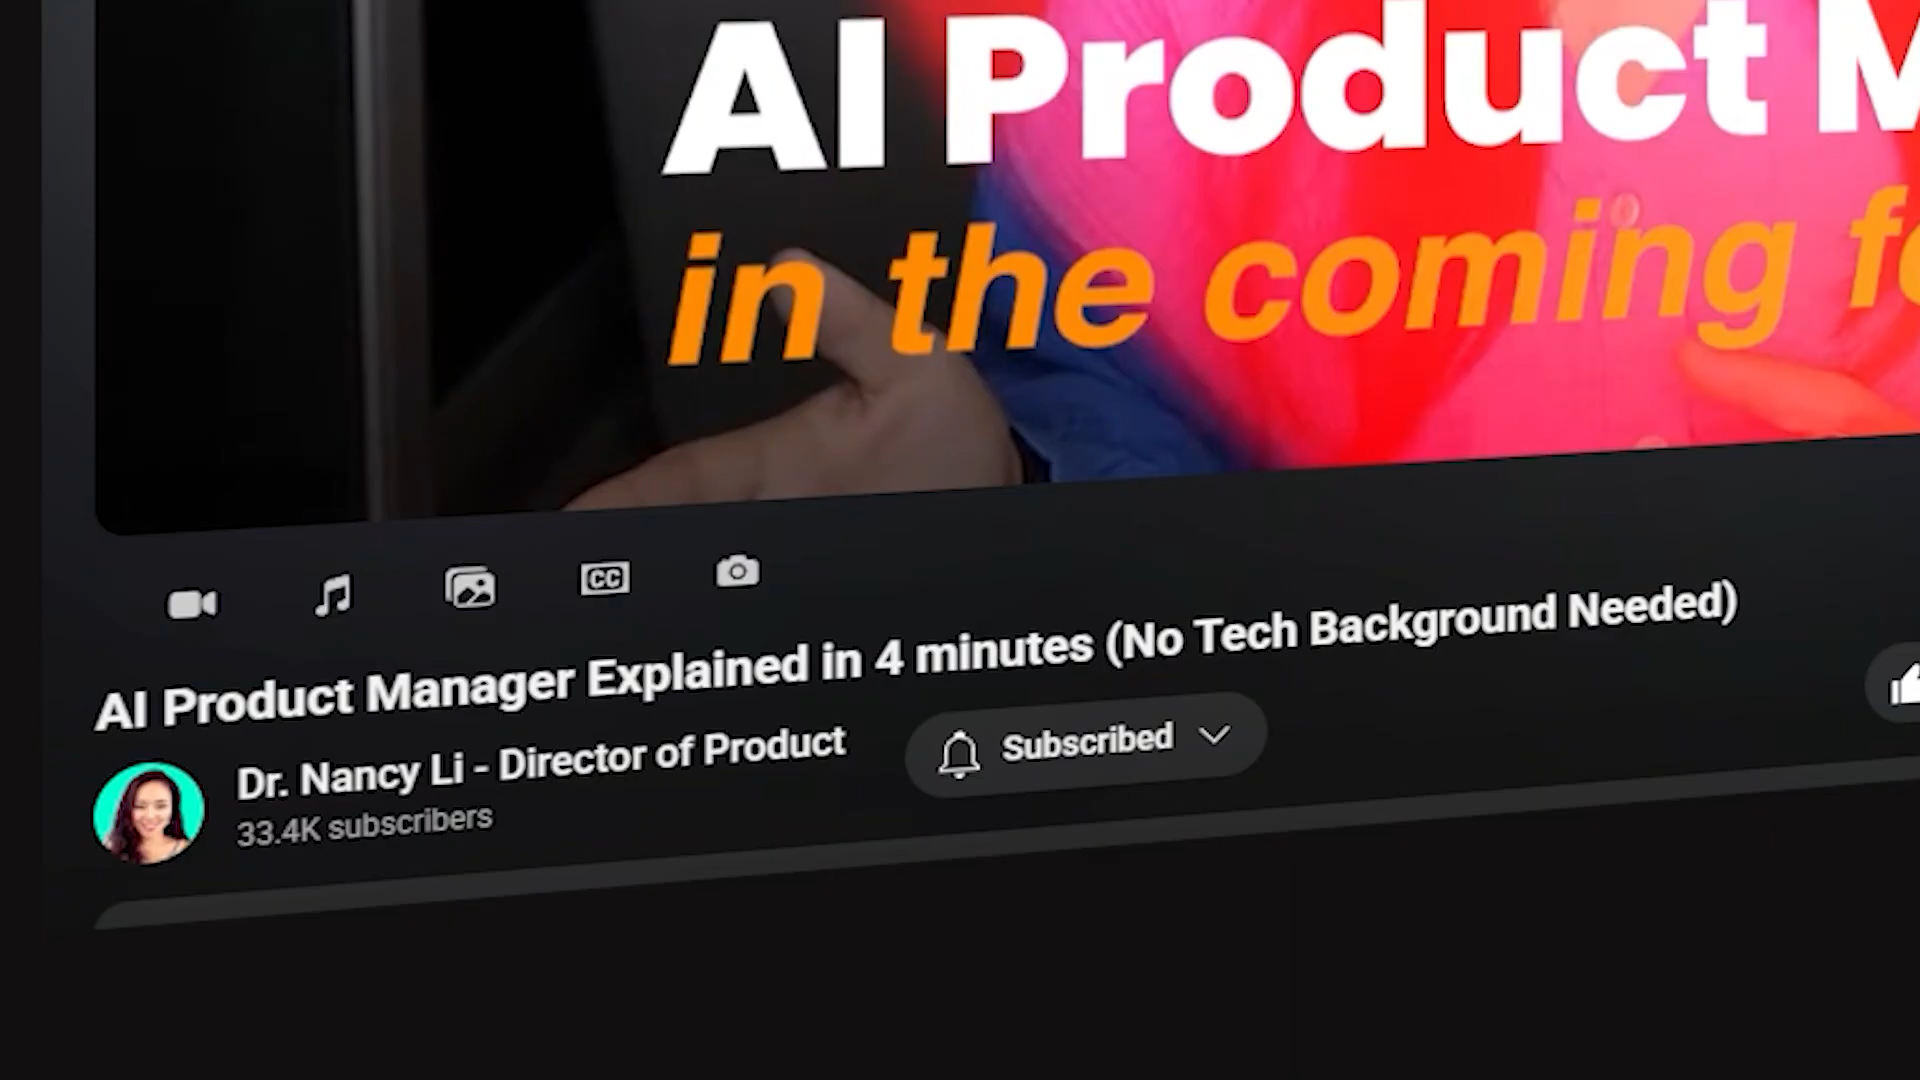 AI Product M
in the coming f
CC
AI Product Manager Explained in 4 minutes (No Tech Background Needed)
Dr. Nancy Li - Director of Product
Subscribed
33.4K subscribers